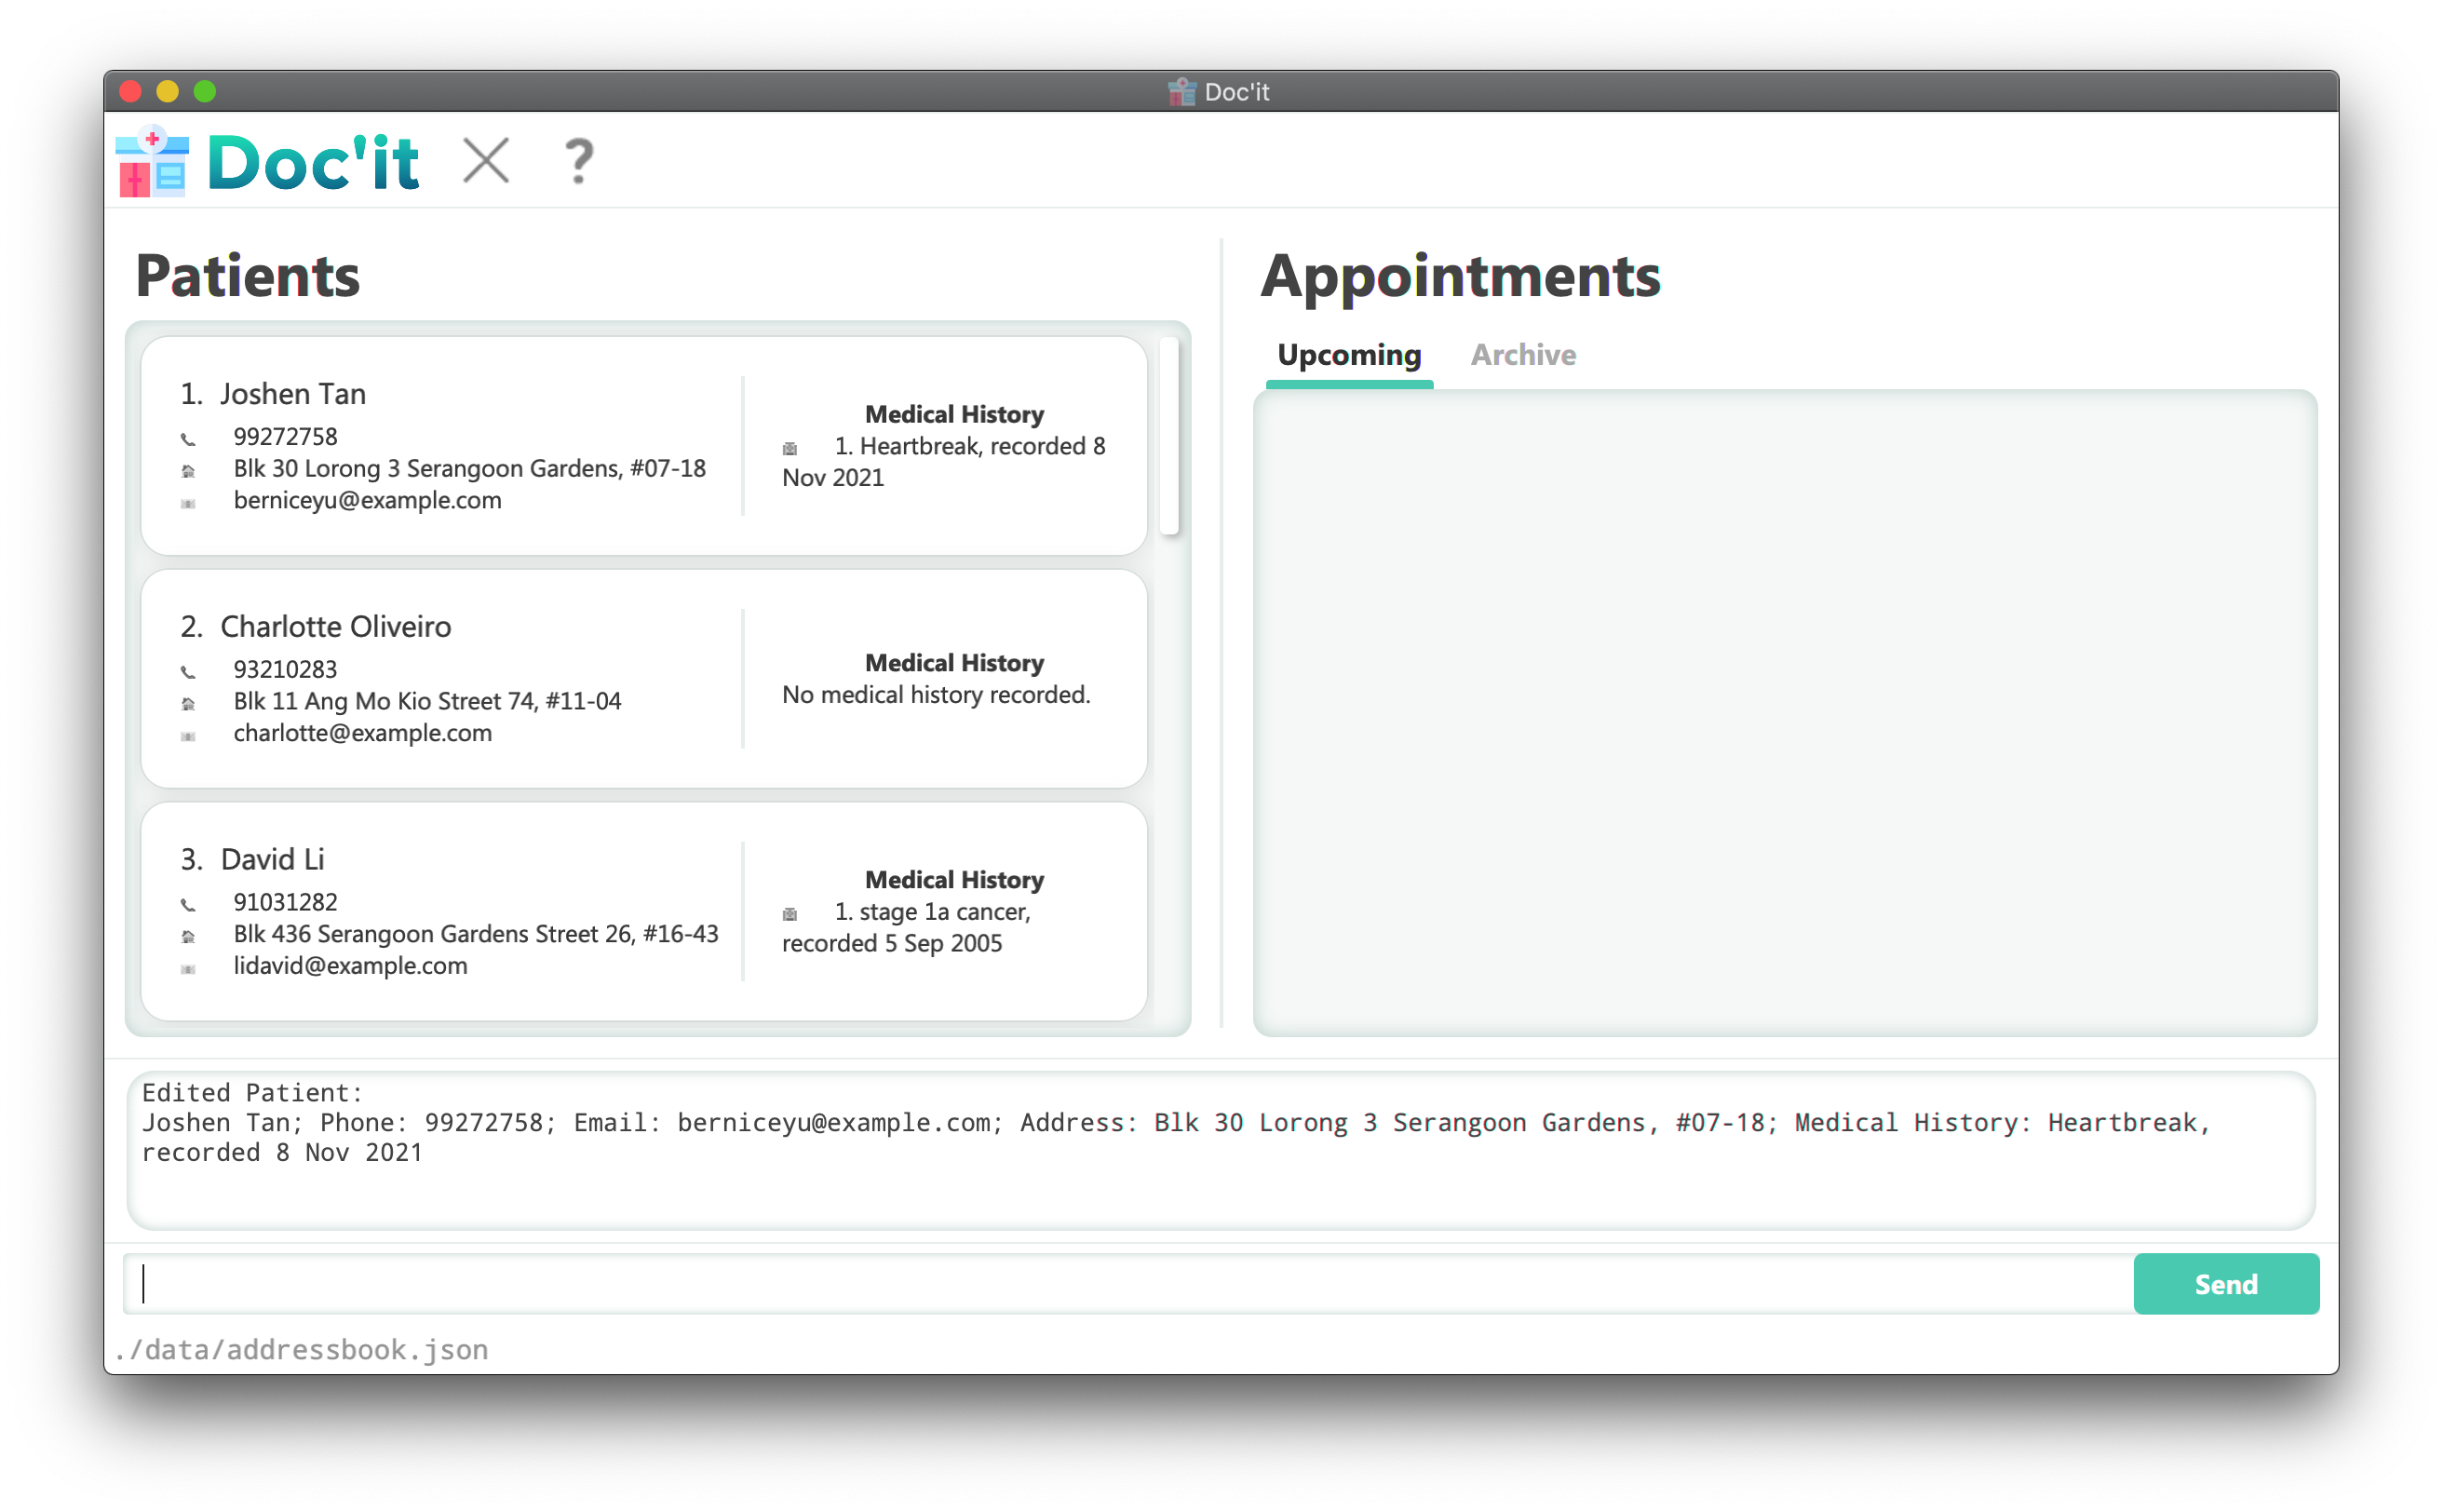 Doc'it
Doc'it
?
Patients
1. Joshen Tan
99272758
Blk 30 Lorong 3 Serangoon Gardens, #07-18
berniceyu@example.com
Medical History
1. Heartbreak, recorded 8
Nov 2021
2. Charlotte Oliveiro
93210283
Blk 11 Ang Mo Kio Street 74, #11-04
charlotte@example.com
Medical History
No medical history recorded.
3. David Li
91031282
Blk 436 Serangoon Gardens Street 26, #16-43
lidavid@example.com
Medical History
1. stage 1a cancer,
recorded 5 Sep 2005
Appointments
Upcoming Archive
Edited Patient:
Joshen Tan; Phone: 99272758; Email: berniceyu@example.com; Address: Blk 30 Lorong 3 Serangoon Gardens, #07-18; Medical History: Heartbreak,
recorded 8 Nov 2021
Send
./data/addressbook.json